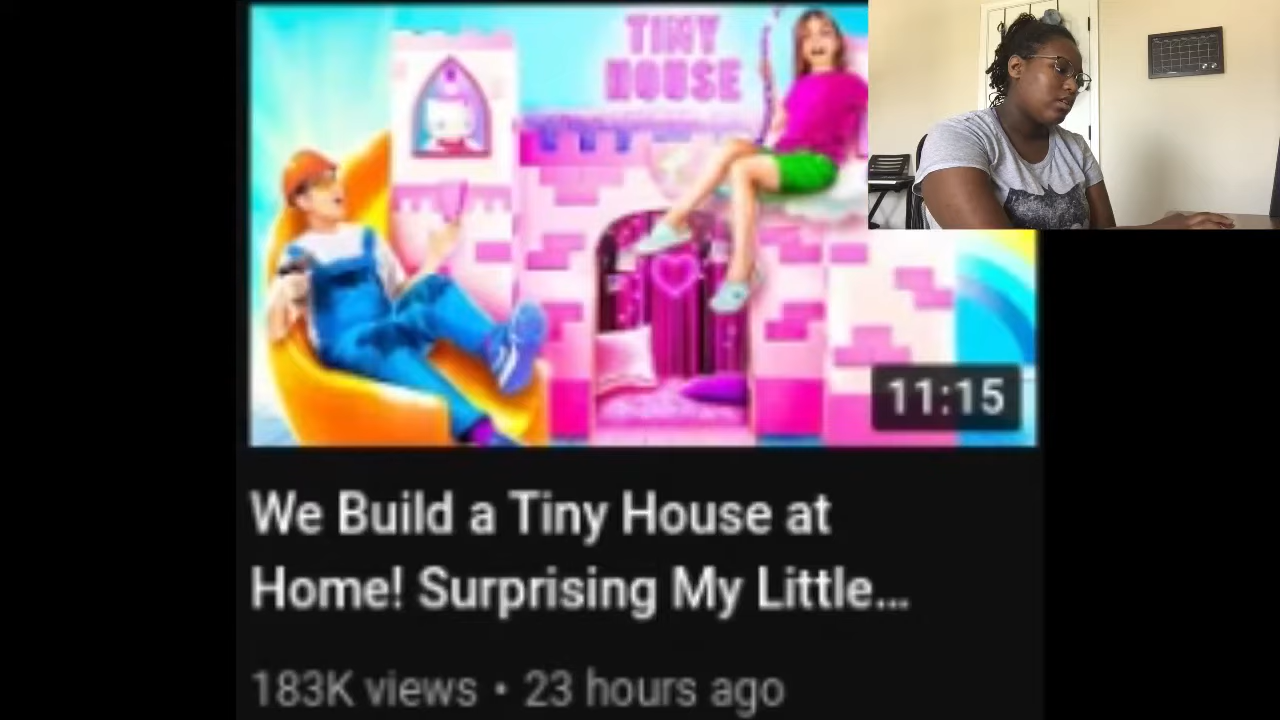 TINY
HOUSE
11:15
We Build a Tiny House at
Home! Surprising My Little...
183K views • 23 hours ago